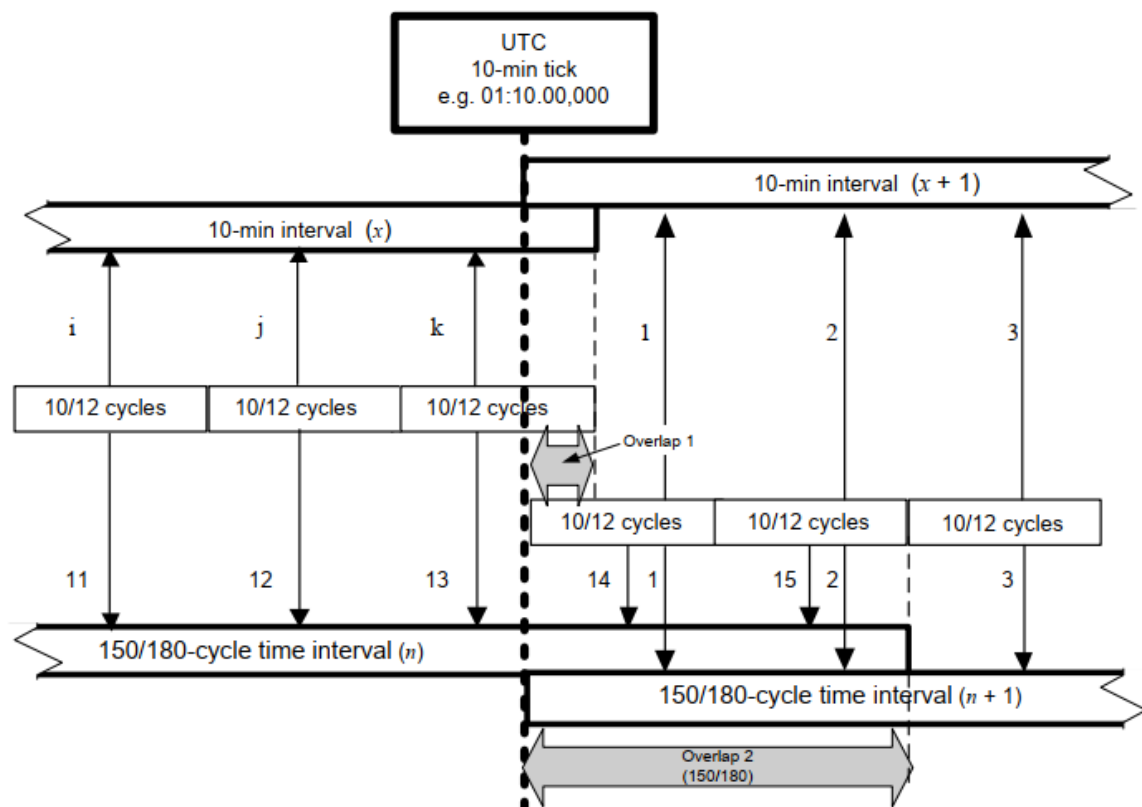 UTC
10-min tick
e.g. 01:10.00,000
10-min interval (x + 1)
10-min interval (x)
i
j
k
1
2
3
10/12 cycles
10/12 cycles
10/12 cycles
Overlap 1
10/12 cycles
10/12 cycles
10/12 cycles
11
12
13
14
1
15
2
3
150/180-cycle time interval (n)
150/180-cycle time interval (n + 1)
Overlap 2
(150/180)